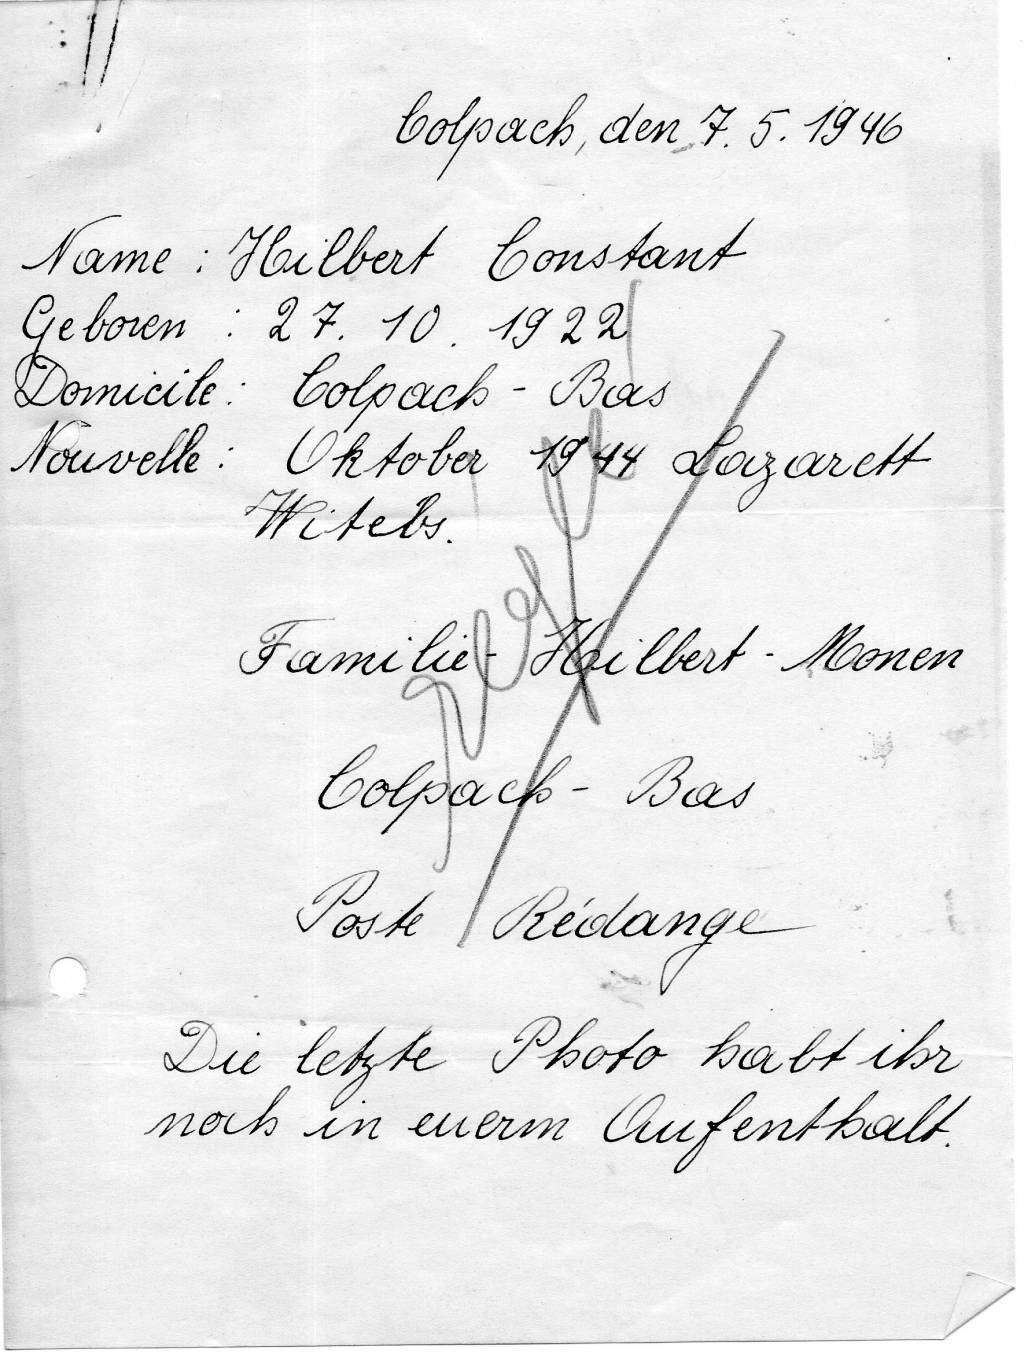 Colpach, den 7. 5. 1946
Name : Hilbert Constant
Geboren : 27. 10. 1922
Domicile : Colpach - Bas
Nouvelle : Oktober 1944 Lazarett
Witebs.
Familie - Hilbert - Monen
Colpach - Bas
Poste Rédange
Die letzte Photo habt ihr
noch in euerm Aufenthalt.